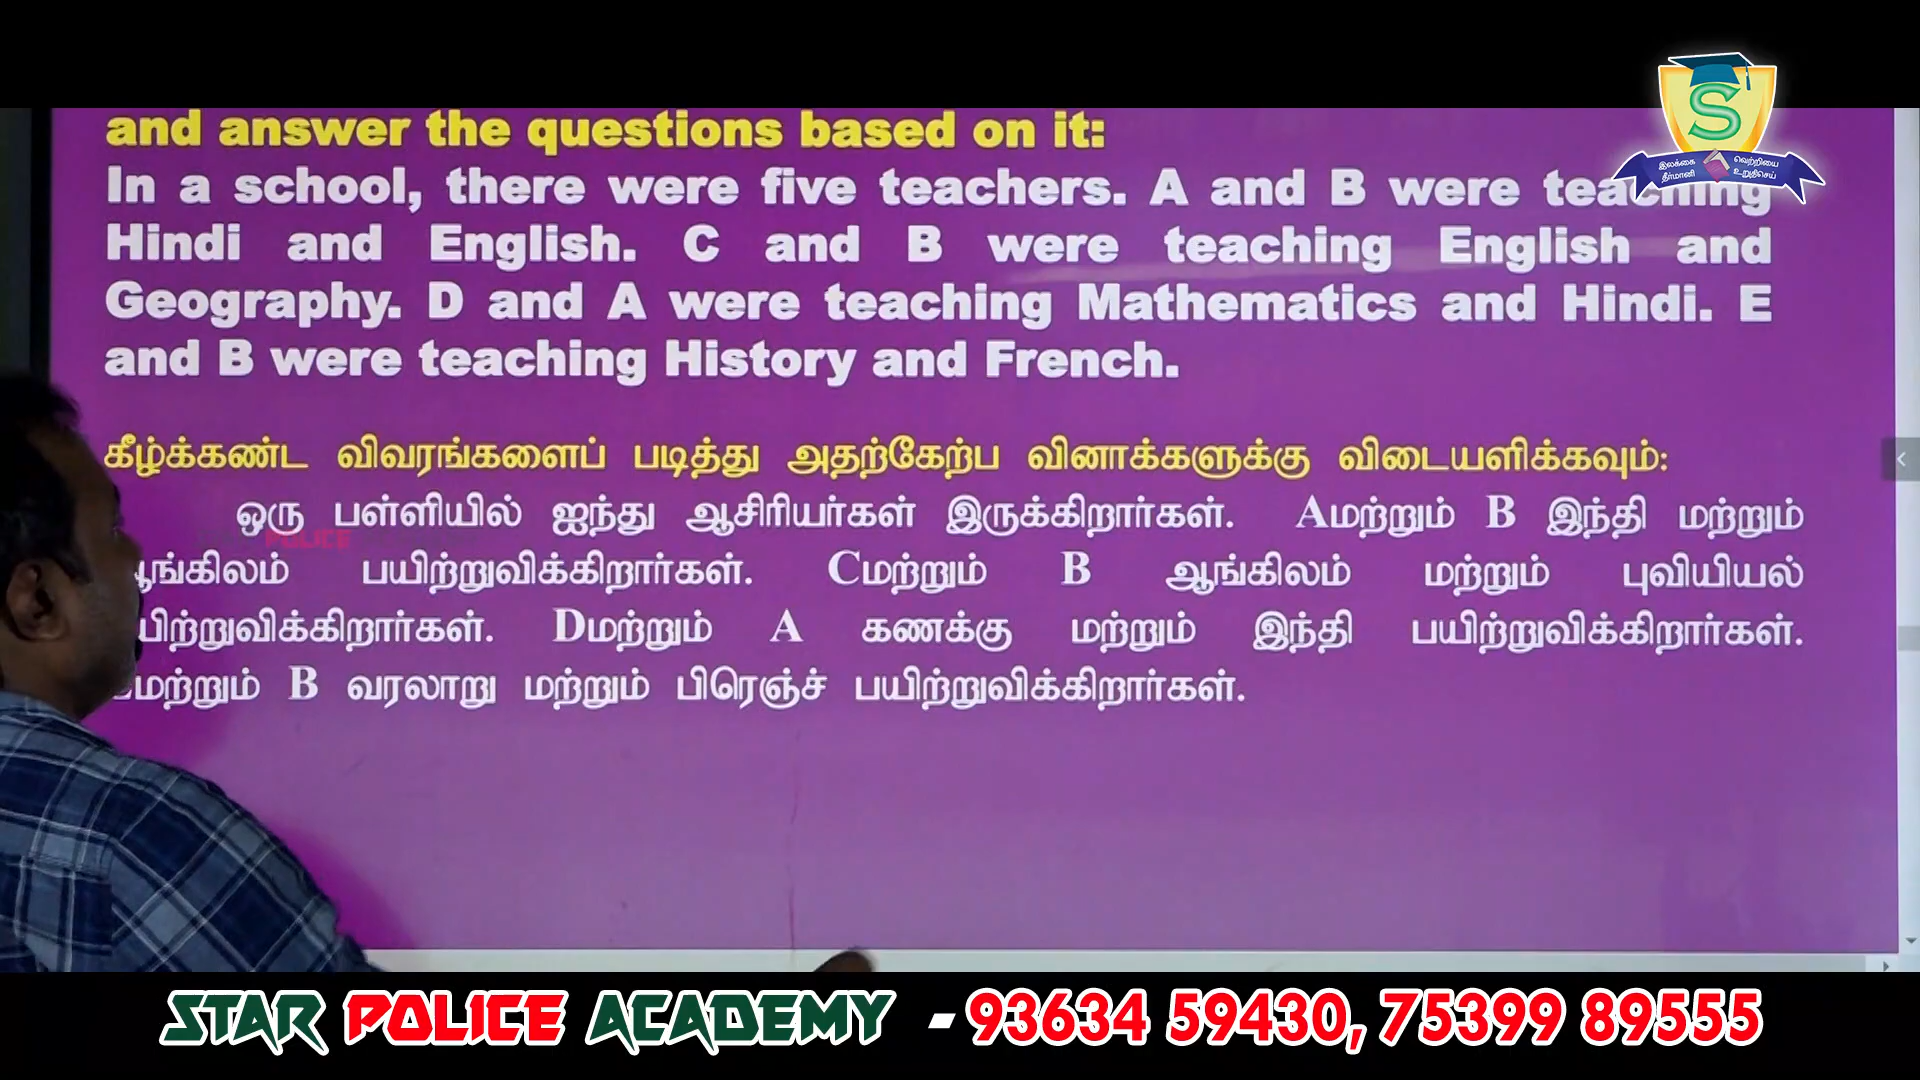 and answer the questions based on it:
In a school, there were five teachers. A and B were teaching
Hindi and English. C and B were teaching English and
Geography. D and A were teaching Mathematics and Hindi. E
and B were teaching History and French.
கீழ்க்கண்ட விவரங்களைப் படித்து அதற்கேற்ப வினாக்களுக்கு விடையளிக்கவும்:
ஒரு பள்ளியில் ஐந்து ஆசிரியர்கள் இருக்கிறார்கள். Aமற்றும் B இந்தி மற்றும்
பயிற்றுவிக்கிறார்கள். Cமற்றும் B ஆங்கிலம் மற்றும் புவியியல்
Dமற்றும் A கணக்கு மற்றும் இந்தி பயிற்றுவிக்கிறார்கள்.
மற்றும் B வரலாறு மற்றும் பிரெஞ்ச் பயிற்றுவிக்கிறார்கள்.
S
இலக்கை தீர்மானி
வெற்றியை உறுதிசெய்
POLICE
STAR POLICE ACADEMY - 93634 59430, 75399 89555